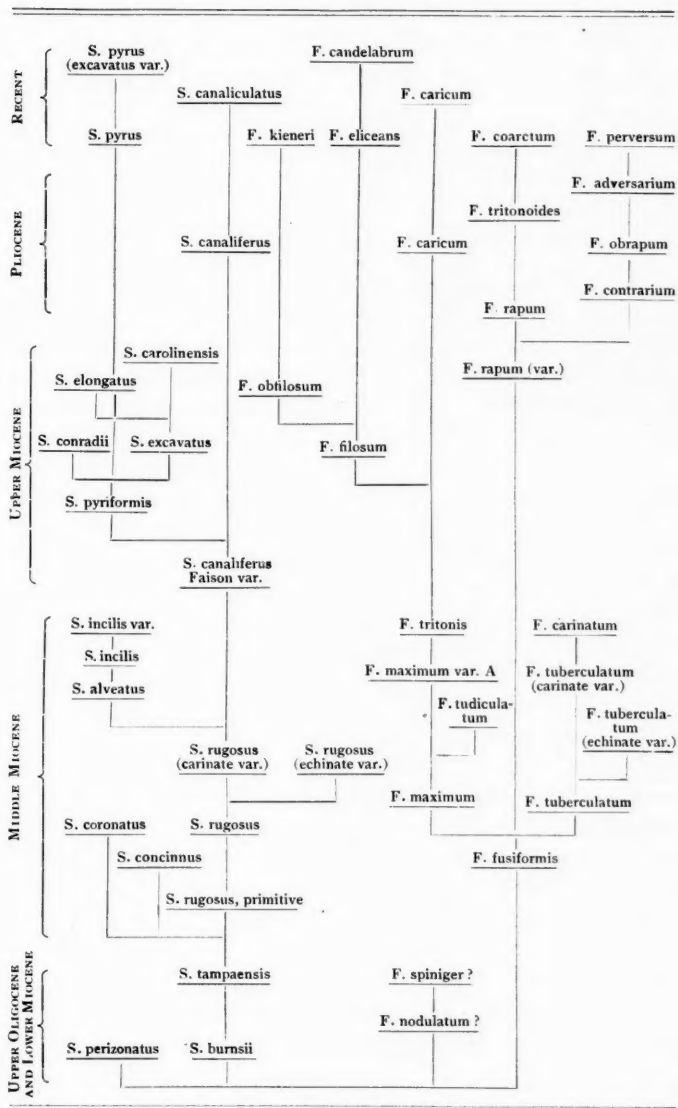 RECENT
S. pyrus
(excavatus var.)
F. candelabrum
S. canaliculatus
F. caricum
S. pyrus
F. kieneri
F. eliceans
F. coarctum
F. perversum
PLIOCENE
F. adversarium
F. tritonoides
S. canaliferus
F. caricum
F. obrapum
F. contrarium
F. rapum
UPPER MIOCENE
S. carolinensis
F. rapum (var.)
S. elongatus
F. obtilosum
S. conradii
S. excavatus
F. filosum
S. pyriformis
S. canaliferus
Faison var.
MIDDLE MIOCENE
S. incilis var.
F. tritonis
F. carinatum
S. incilis
F. maximum var. A
F. tuberculatum
(carinate var.)
S. alveatus
F. tudicula-
tum
F. tubercula-
tum
(echinate var.)
S. rugosus
(carinate var.)
S. rugosus
(echinate var.)
F. maximum
F. tuberculatum
S. coronatus
S. rugosus
S. concinnus
F. fusiformis
S. rugosus, primitive
UPPER OLIGOCENE
AND LOWER MIOCENE
S. tampaensis
F. spiniger ?
F. nodulatum ?
S. perizonatus
S. burnsii